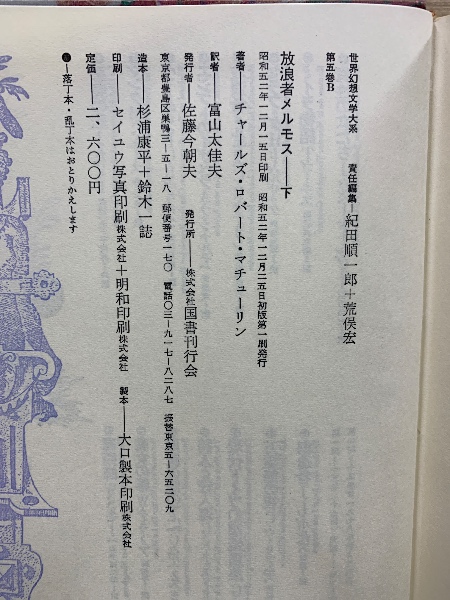 世界幻想文学大系　責任編集―紀田順一郎＋荒俣宏
第五巻B
放浪者メルモス――下
昭和五二年一二月一五日印刷　昭和五二年一二月二五日初版第一刷発行
著者――チャールズ・ロバート・マチューリン
訳者――富山太佳夫
発行者――佐藤今朝夫　発行所――株式会社国書刊行会
東京都豊島区巣鴨三―五―一八　郵便番号一七〇　電話〇三―九一七―八二八七　振替東京五―六五二〇九
造本――杉浦康平＋鈴木一誌
印刷――セイユウ写真印刷株式会社＋明和印刷株式会社　製本――大口製本印刷株式会社
定価――二、六〇〇円
●―落丁本・乱丁本はおとりかえします